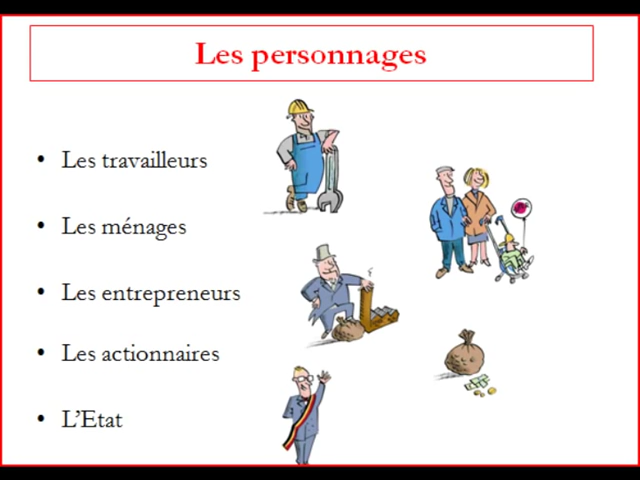 Les personnages
• Les travailleurs
• Les ménages
• Les entrepreneurs
• Les actionnaires
• L'Etat